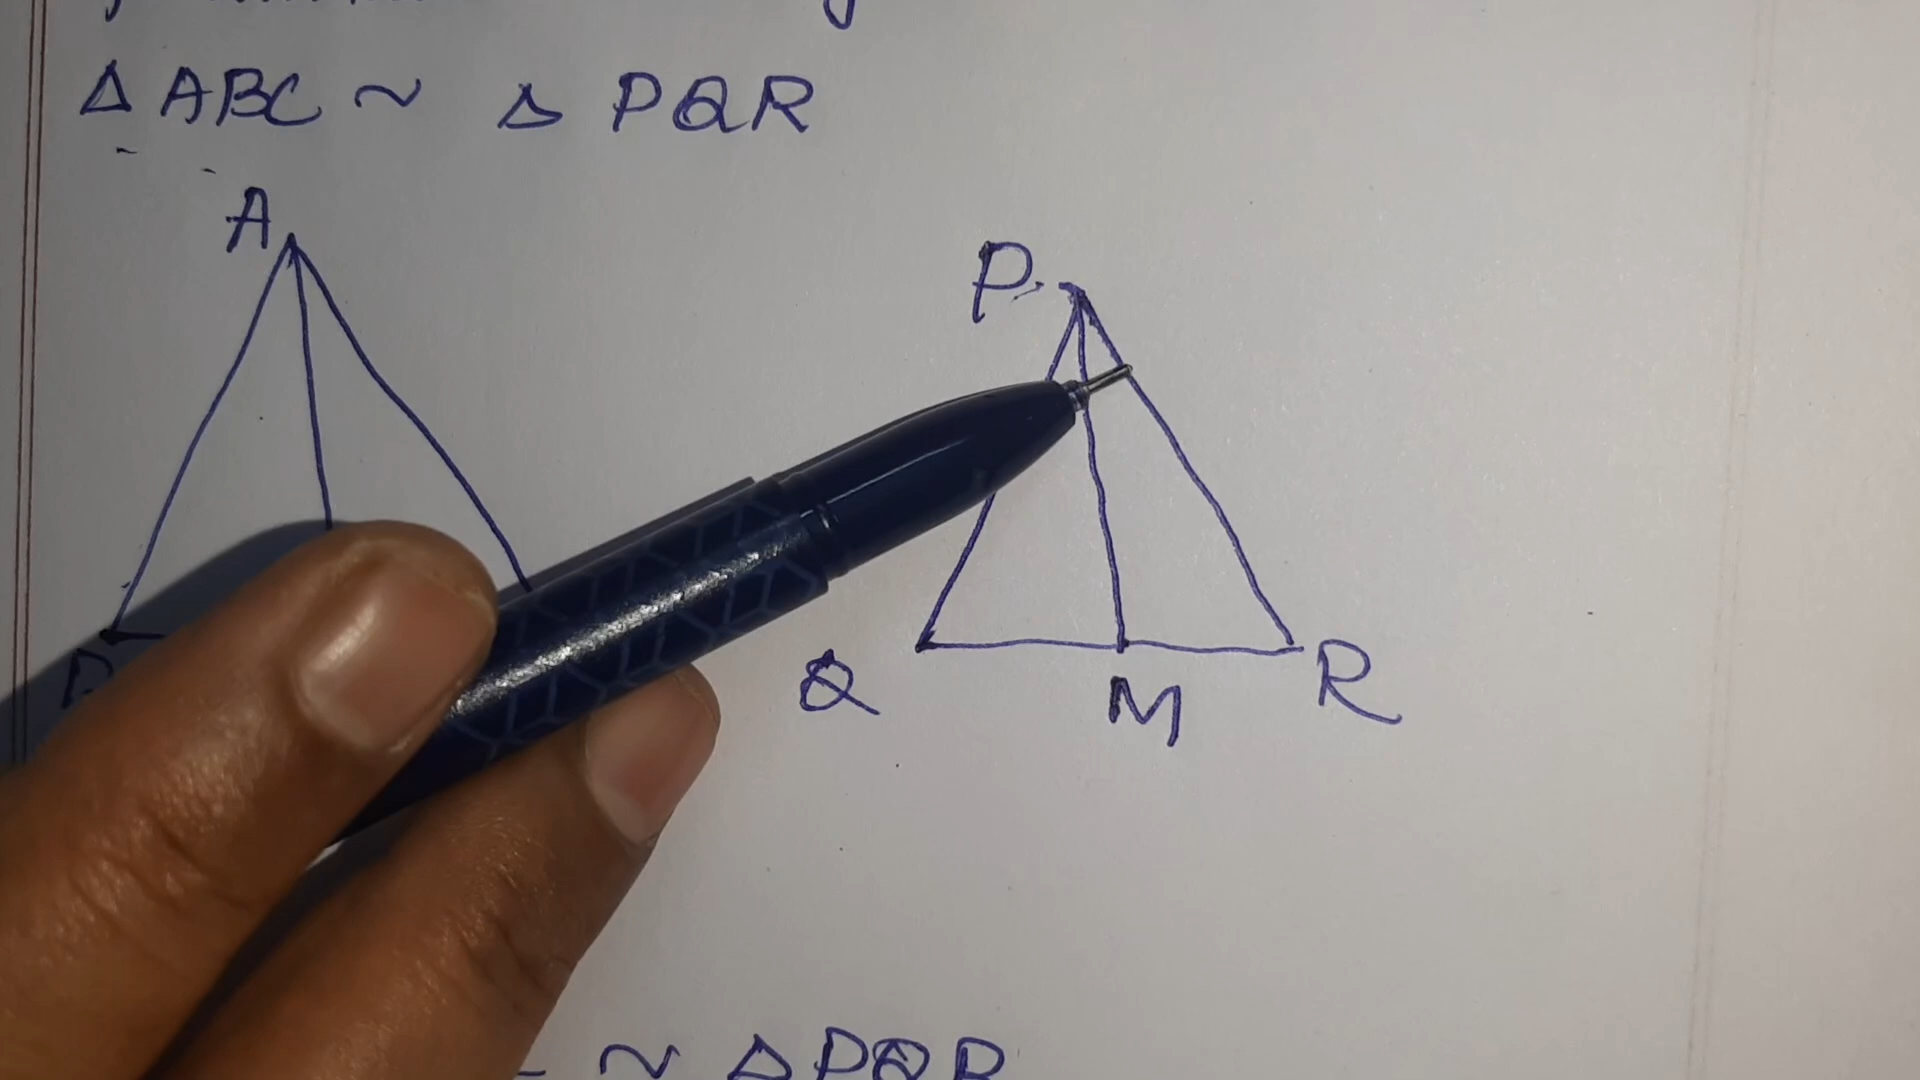 Δ ABC ~ Δ PQR
A
P
Q
M
R
~ Δ PQR